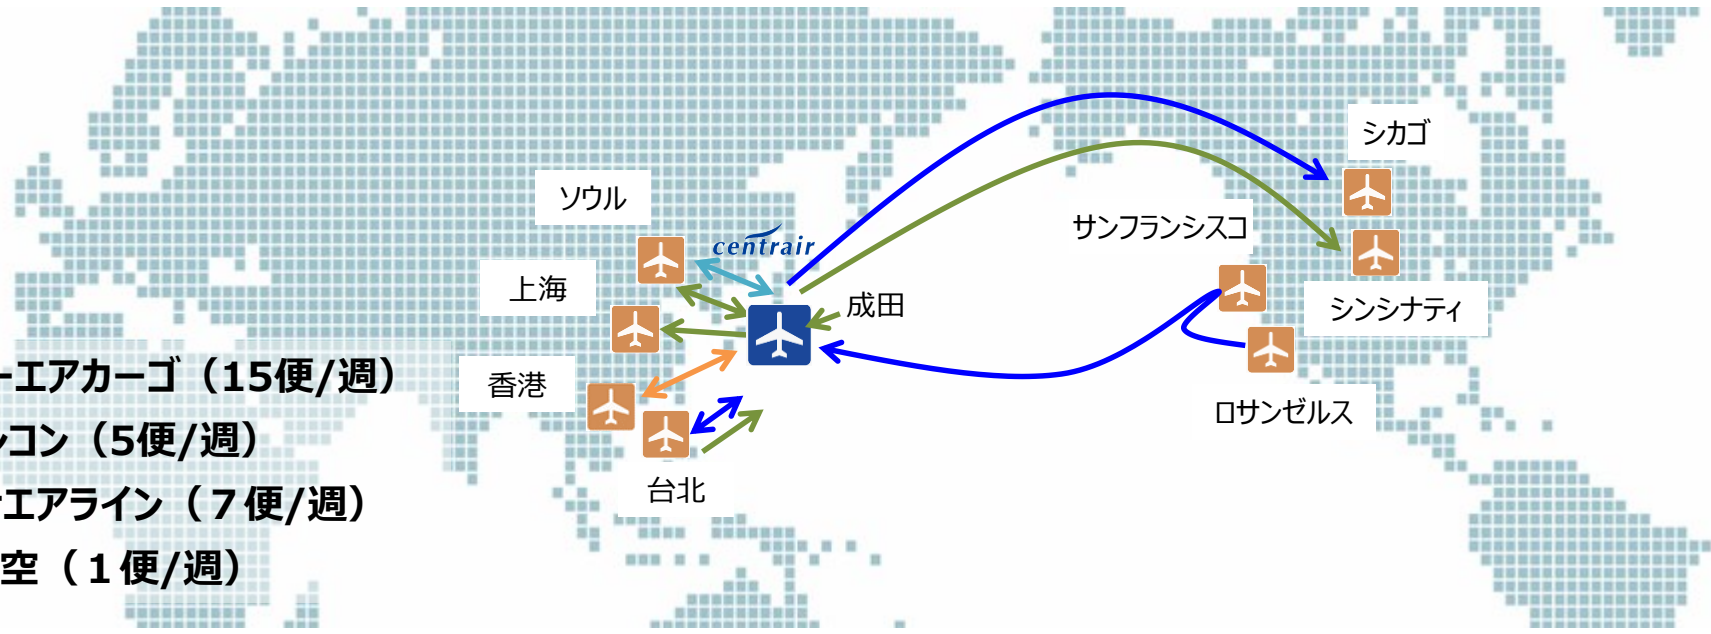 シカゴ
ソウル
サンフランシスコ
centrair
上海
成田
シンシナティ
ーエアカーゴ（15便/週）
香港
ロサンゼルス
コン（5便/週）
エアライン（７便/週）
台北
空（１便/週）